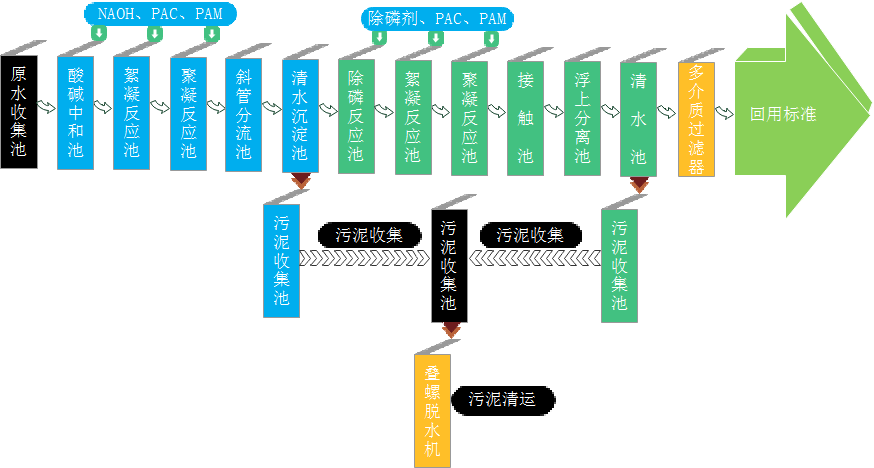 NAOH、PAC、PAM
除磷剂、PAC、PAM
原水收集池
酸碱中和池
絮凝反应池
聚凝反应池
斜管分流池
清水沉淀池
除磷反应池
絮凝反应池
聚凝反应池
接触池
浮上分离池
清水池
多介质过滤器
回用标准
污泥收集池
污泥收集
污泥收集池
污泥收集
污泥收集池
叠螺脱水机
污泥清运